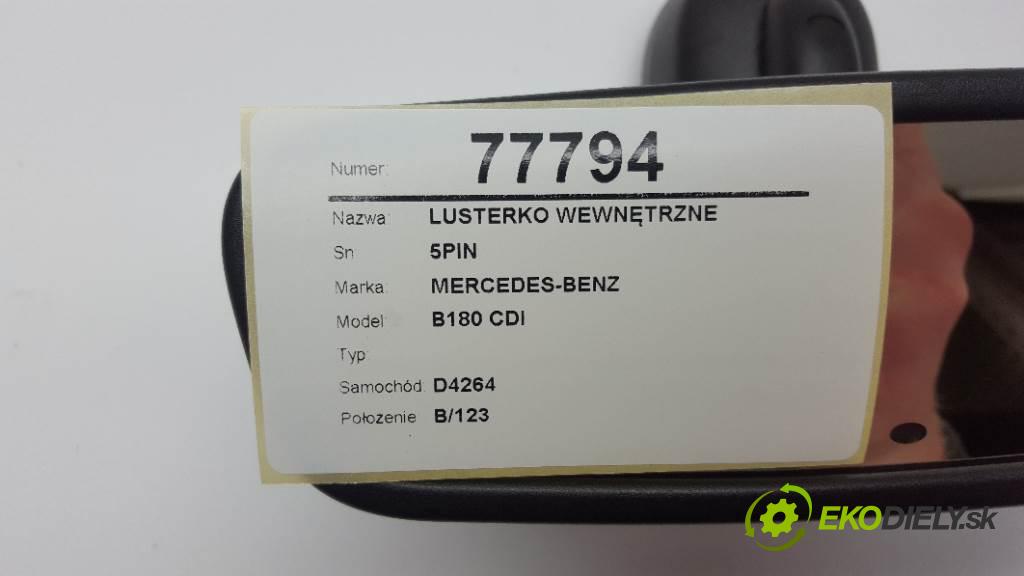 Numer: 77794
Nazwa: LUSTERKO WEWNĘTRZNE
Sn 5PIN
Marka: MERCEDES-BENZ
Model B180 CDI
Typ:
Samochód: D4264
Położenie B/123
EKODIELY.sk